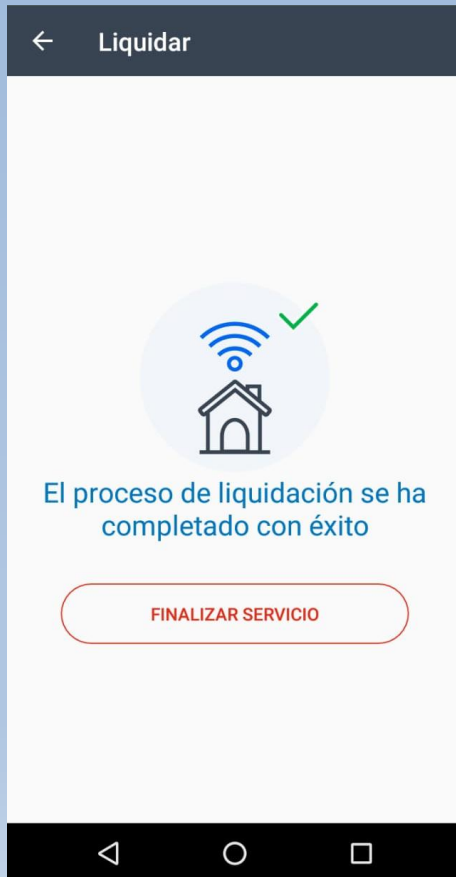 Liquidar
El proceso de liquidación se ha
completado con éxito
FINALIZAR SERVICIO